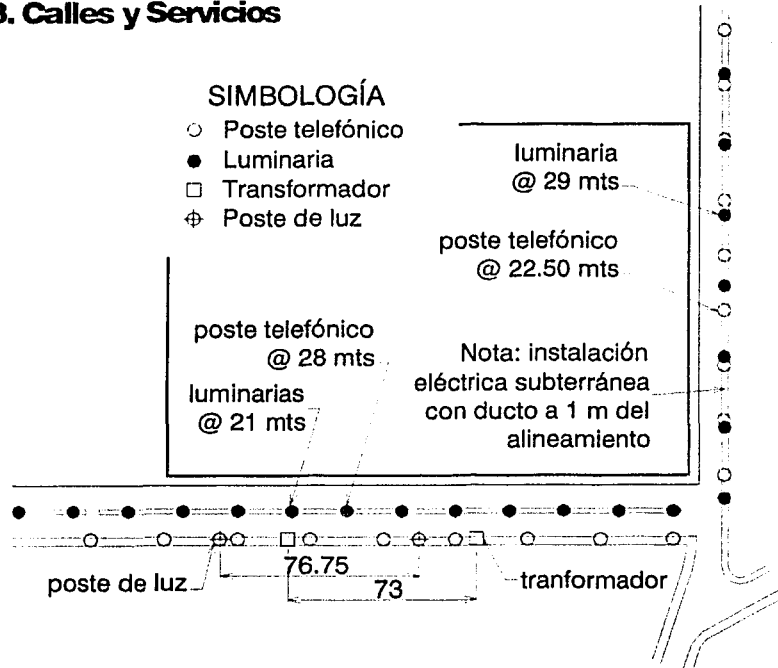 3. Calles y Servicios
SIMBOLOGÍA
Poste telefónico
Luminaria
Transformador
Poste de luz
luminaria
@ 29 mts
poste telefónico
@ 22.50 mts
poste telefónico
@ 28 mts
luminarias
@ 21 mts
Nota: instalación
eléctrica subterránea
con ducto a 1 m del
alineamiento
76.75
73
poste de luz
tranformador